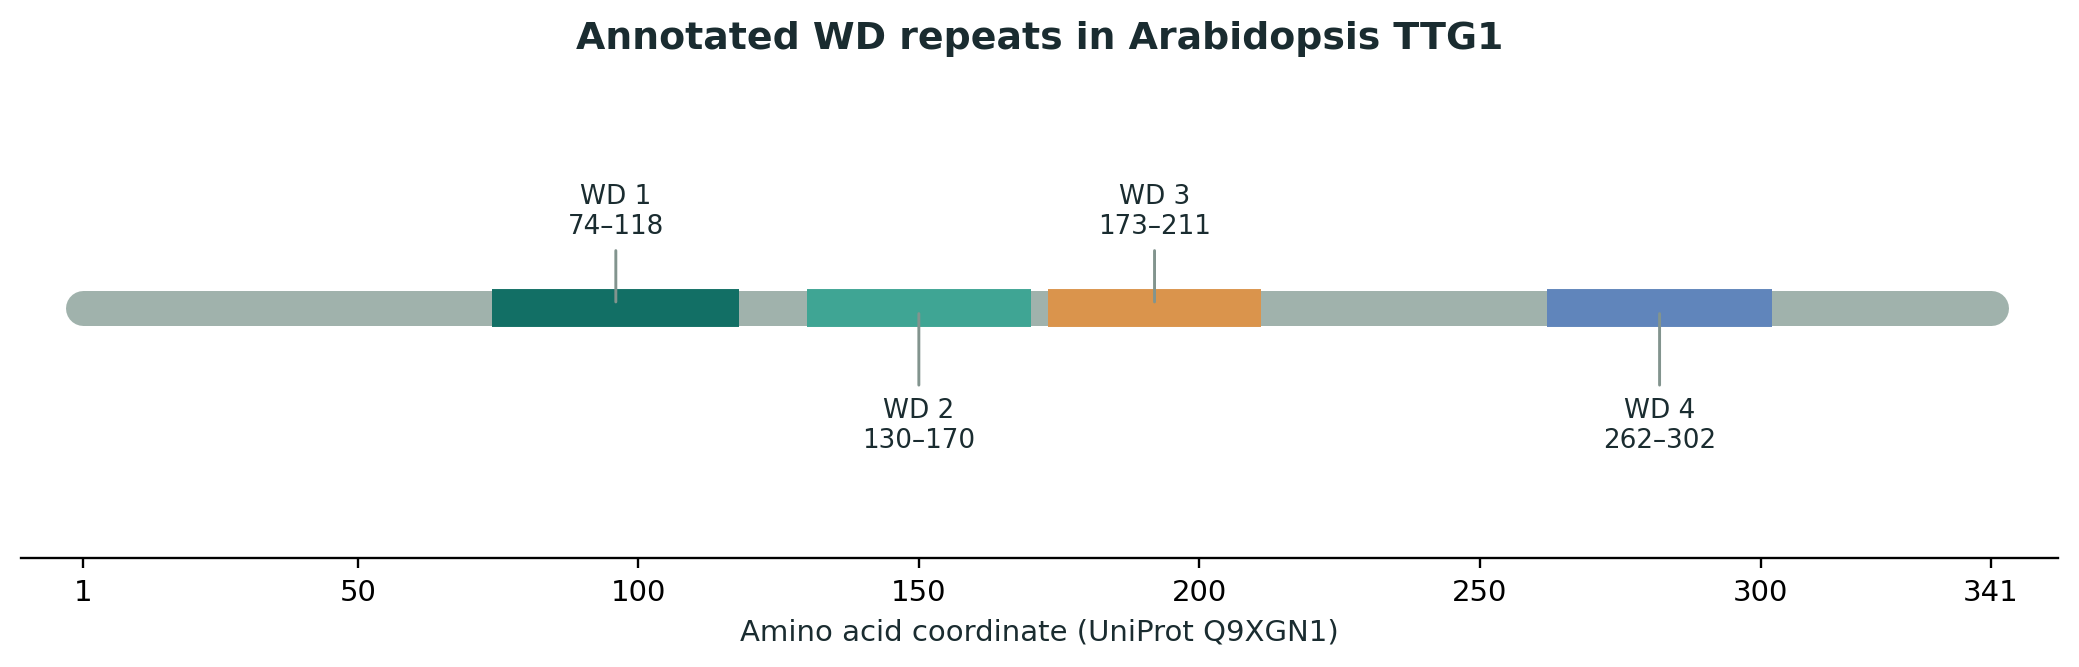 Annotated WD repeats in Arabidopsis TTG1
WD 1
74–118
WD 3
173–211
WD 2
130–170
WD 4
262–302
1 50 100 150 200 250 300 341
Amino acid coordinate (UniProt Q9XGN1)